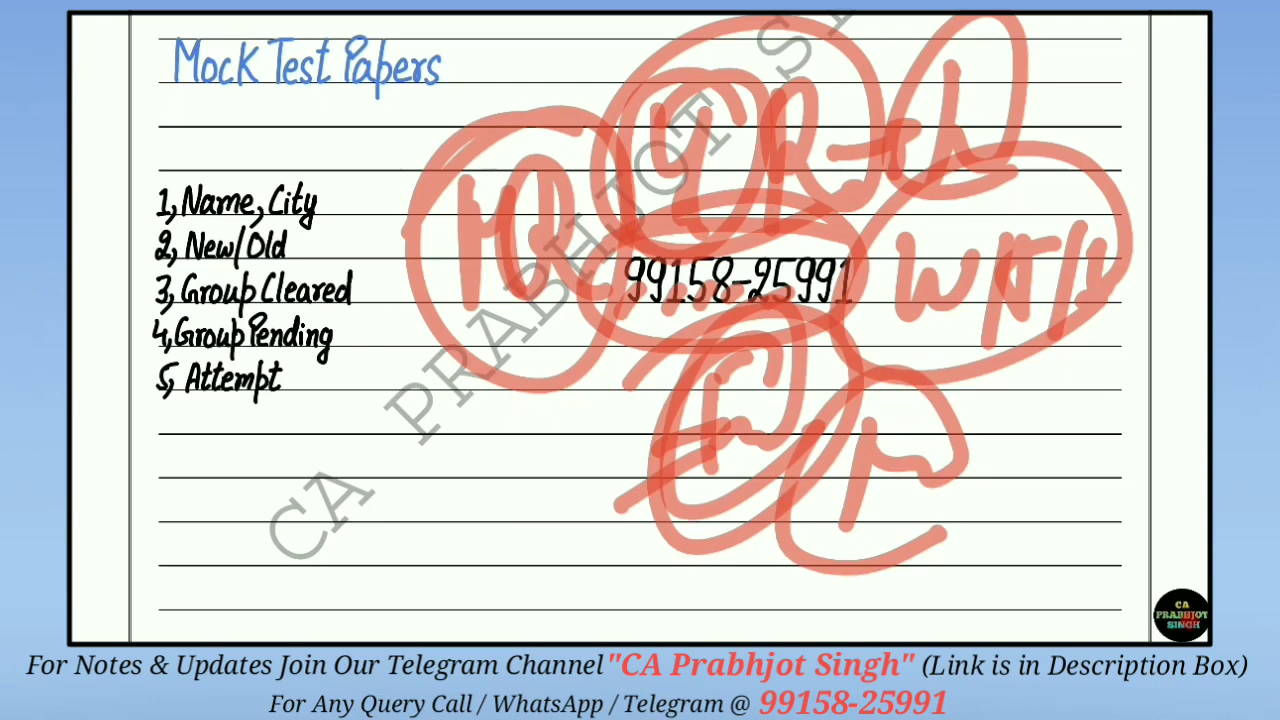 Mock Test Papers
1, Name, City
2, New/Old
3, Group Cleared
4, Group Pending
5, Attempt
99158-25991
CA PRABHJOT S
CA
PRABHJOT
SINGH
For Notes & Updates Join Our Telegram Channel "CA Prabhjot Singh" (Link is in Description Box)
For Any Query Call / WhatsApp / Telegram @ 99158-25991